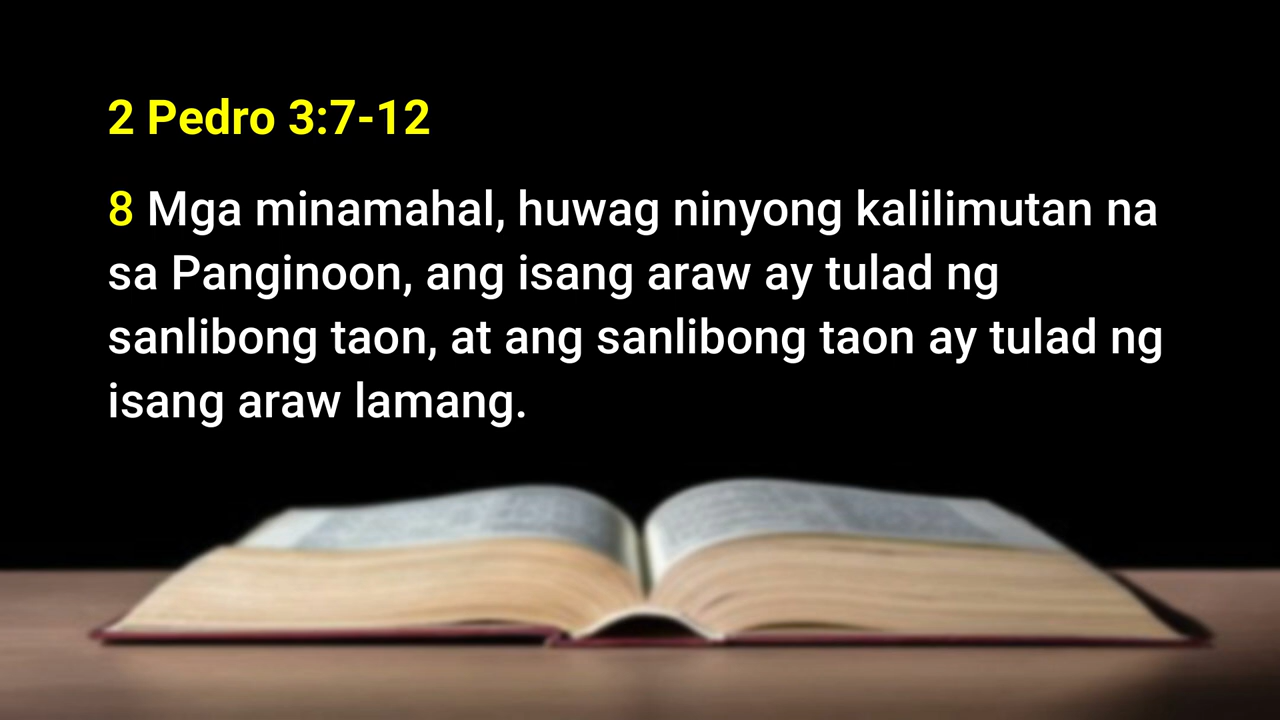 2 Pedro 3:7-12
8 Mga minamahal, huwag ninyong kalilimutan na
sa Panginoon, ang isang araw ay tulad ng
sanlibong taon, at ang sanlibong taon ay tulad ng
isang araw lamang.